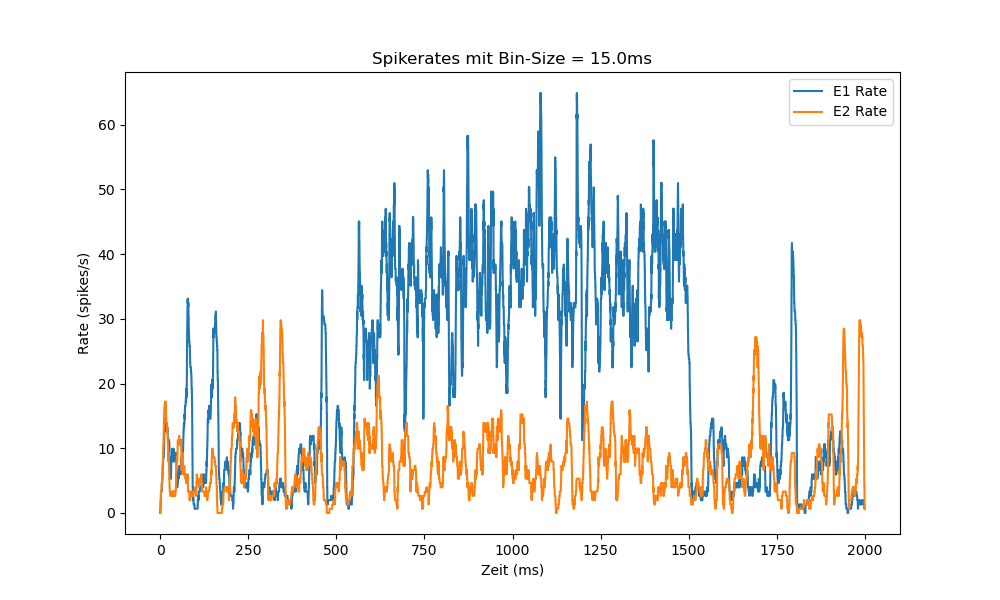 Spikerates mit Bin-Size = 15.0ms
E1 Rate
E2 Rate
Rate (spikes/s)
60
50
40
30
20
10
0
0 250 500 750 1000 1250 1500 1750 2000
Zeit (ms)